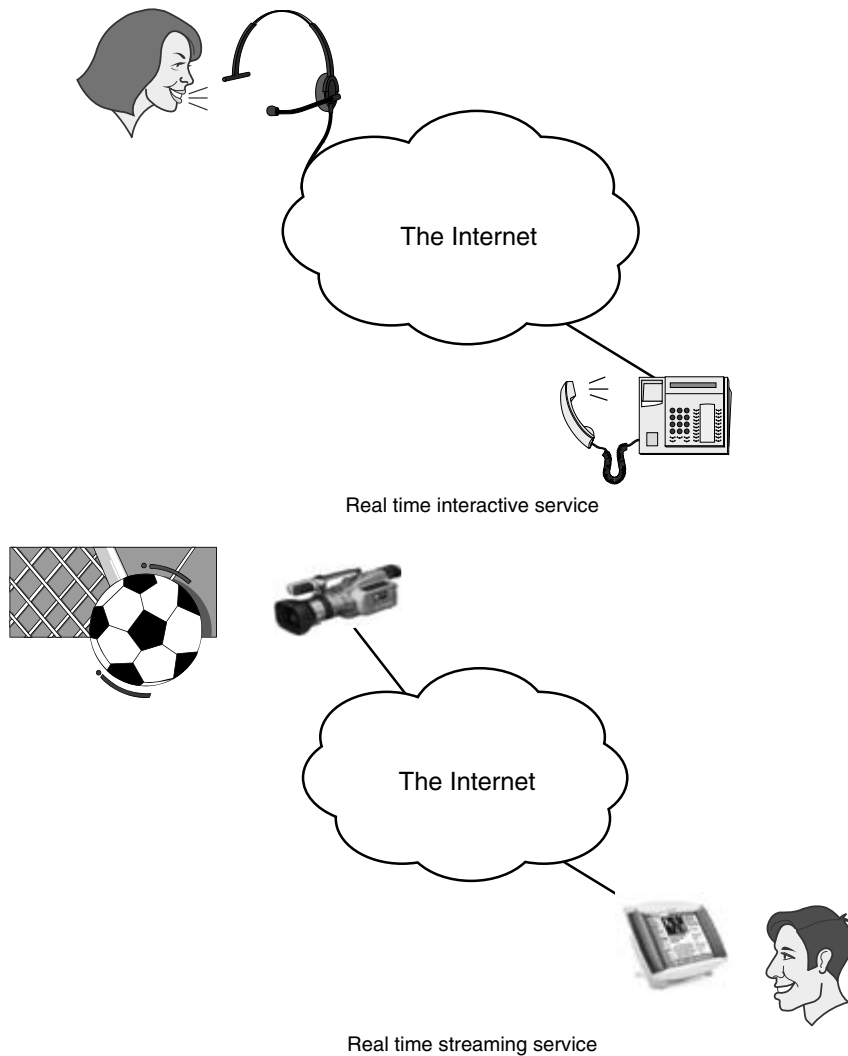 The Internet
Real time interactive service
The Internet
Real time streaming service